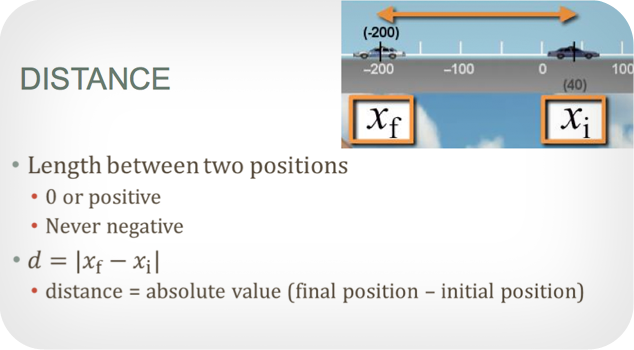 DISTANCE
(-200)
–200 –100 0 100
(40)
x_f x_i
• Length between two positions
• 0 or positive
• Never negative
• d = |x_f − x_i|
• distance = absolute value (final position – initial position)